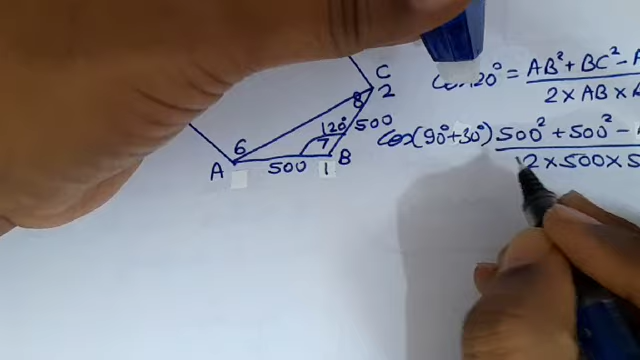 C
cos120° = AB² + BC² -
8 2
2 × AB ×
120° 500
cos(90°+30°) 500² + 500² -
6 7
A 500 1 B
2 × 500 × 5